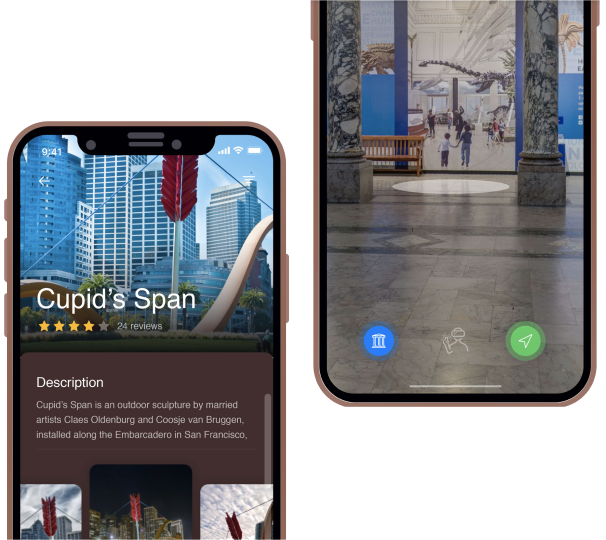 9:41
Cupid's Span
24 reviews
Description
Cupid's Span is an outdoor sculpture by married
artists Claes Oldenburg and Coosje van Bruggen,
installed along the Embarcadero in San Francisco,